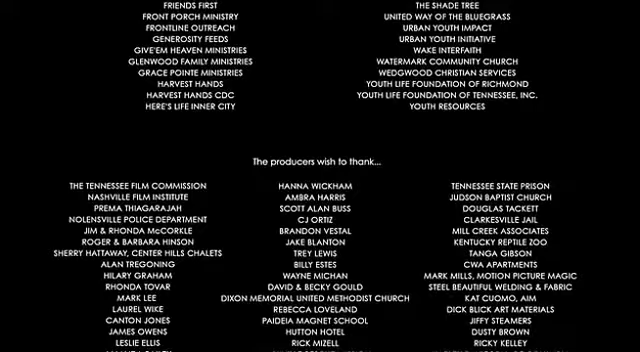 FRIENDS FIRST
FRONT PORCH MINISTRY
FRONTLINE OUTREACH
GENEROSITY FEEDS
GIVE'EM HEAVEN MINISTRIES
GLENWOOD FAMILY MINISTRIES
GRACE POINTE MINISTRIES
HARVEST HANDS
HARVEST HANDS CDC
HERE'S LIFE INNER CITY
THE SHADE TREE
UNITED WAY OF THE BLUEGRASS
URBAN YOUTH IMPACT
URBAN YOUTH INITIATIVE
WAKE INTERFAITH
WATERMARK COMMUNITY CHURCH
WEDGWOOD CHRISTIAN SERVICES
YOUTH LIFE FOUNDATION OF RICHMOND
YOUTH LIFE FOUNDATION OF TENNESSEE, INC.
YOUTH RESOURCES
The producers wish to thank...
THE TENNESSEE FILM COMMISSION
NASHVILLE FILM INSTITUTE
PREMA THIAGARAJAH
NOLENSVILLE POLICE DEPARTMENT
JIM & RHONDA McCORKLE
ROGER & BARBARA HINSON
SHERRY HATTAWAY, CENTER HILLS CHALETS
ALAN TREGONING
HILARY GRAHAM
RHONDA TOVAR
MARK LEE
LAUREL WIKE
CANTON JONES
JAMES OWENS
LESLIE ELLIS
HANNA WICKHAM
AMBRA HARRIS
SCOTT ALAN BUSS
CJ ORTIZ
BRANDON VESTAL
JAKE BLANTON
TREY LEWIS
BILLY ESTES
WAYNE MICHAN
DAVID & BECKY GOULD
DIXON MEMORIAL UNITED METHODIST CHURCH
REBECCA LOVELAND
PAIDEIA MAGNET SCHOOL
HUTTON HOTEL
RICK MIZELL
TENNESSEE STATE PRISON
JUDSON BAPTIST CHURCH
DOUGLAS TACKETT
CLARKESVILLE JAIL
MILL CREEK ASSOCIATES
KENTUCKY REPTILE ZOO
TANGA GIBSON
CWA APARTMENTS
MARK MILLS, MOTION PICTURE MAGIC
STEEL BEAUTIFUL WELDING & FABRIC
KAT CUOMO, AIM
DICK BLICK ART MATERIALS
JIFFY STEAMERS
DUSTY BROWN
RICKY KELLEY